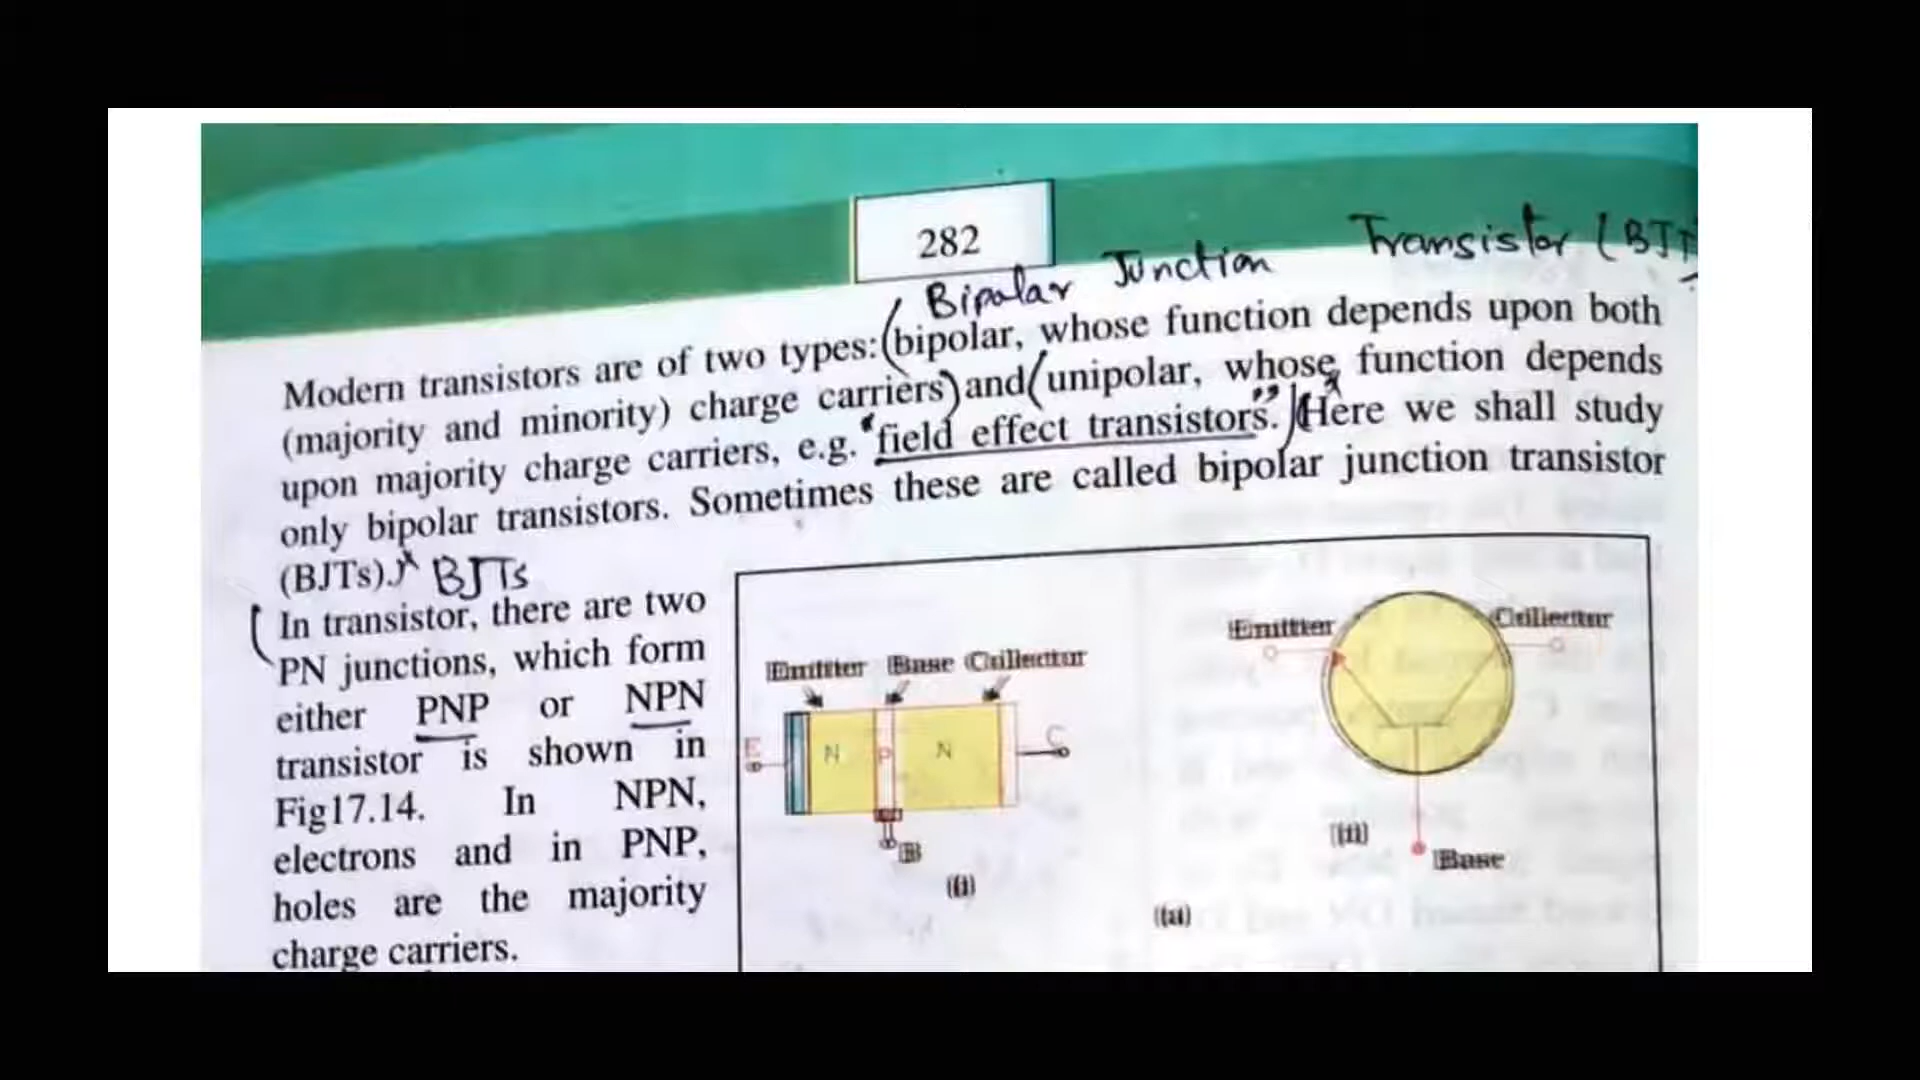 282
Bipolar Junction Transistor (BJT
Modern transistors are of two types: (bipolar, whose function depends upon both
(majority and minority) charge carriers) and (unipolar, whose function depends
upon majority charge carriers, e.g. "field effect transistors".) Here we shall study
only bipolar transistors. Sometimes these are called bipolar junction transistor
(BJTs). BJTs
(In transistor, there are two
PN junctions, which form
either PNP or NPN
transistor is shown in
Fig17.14. In NPN,
electrons and in PNP,
holes are the majority
charge carriers.
Emitter Base Collector
E N P N C
B
(i)
Emitter Collector
(ii)
Base
(a)